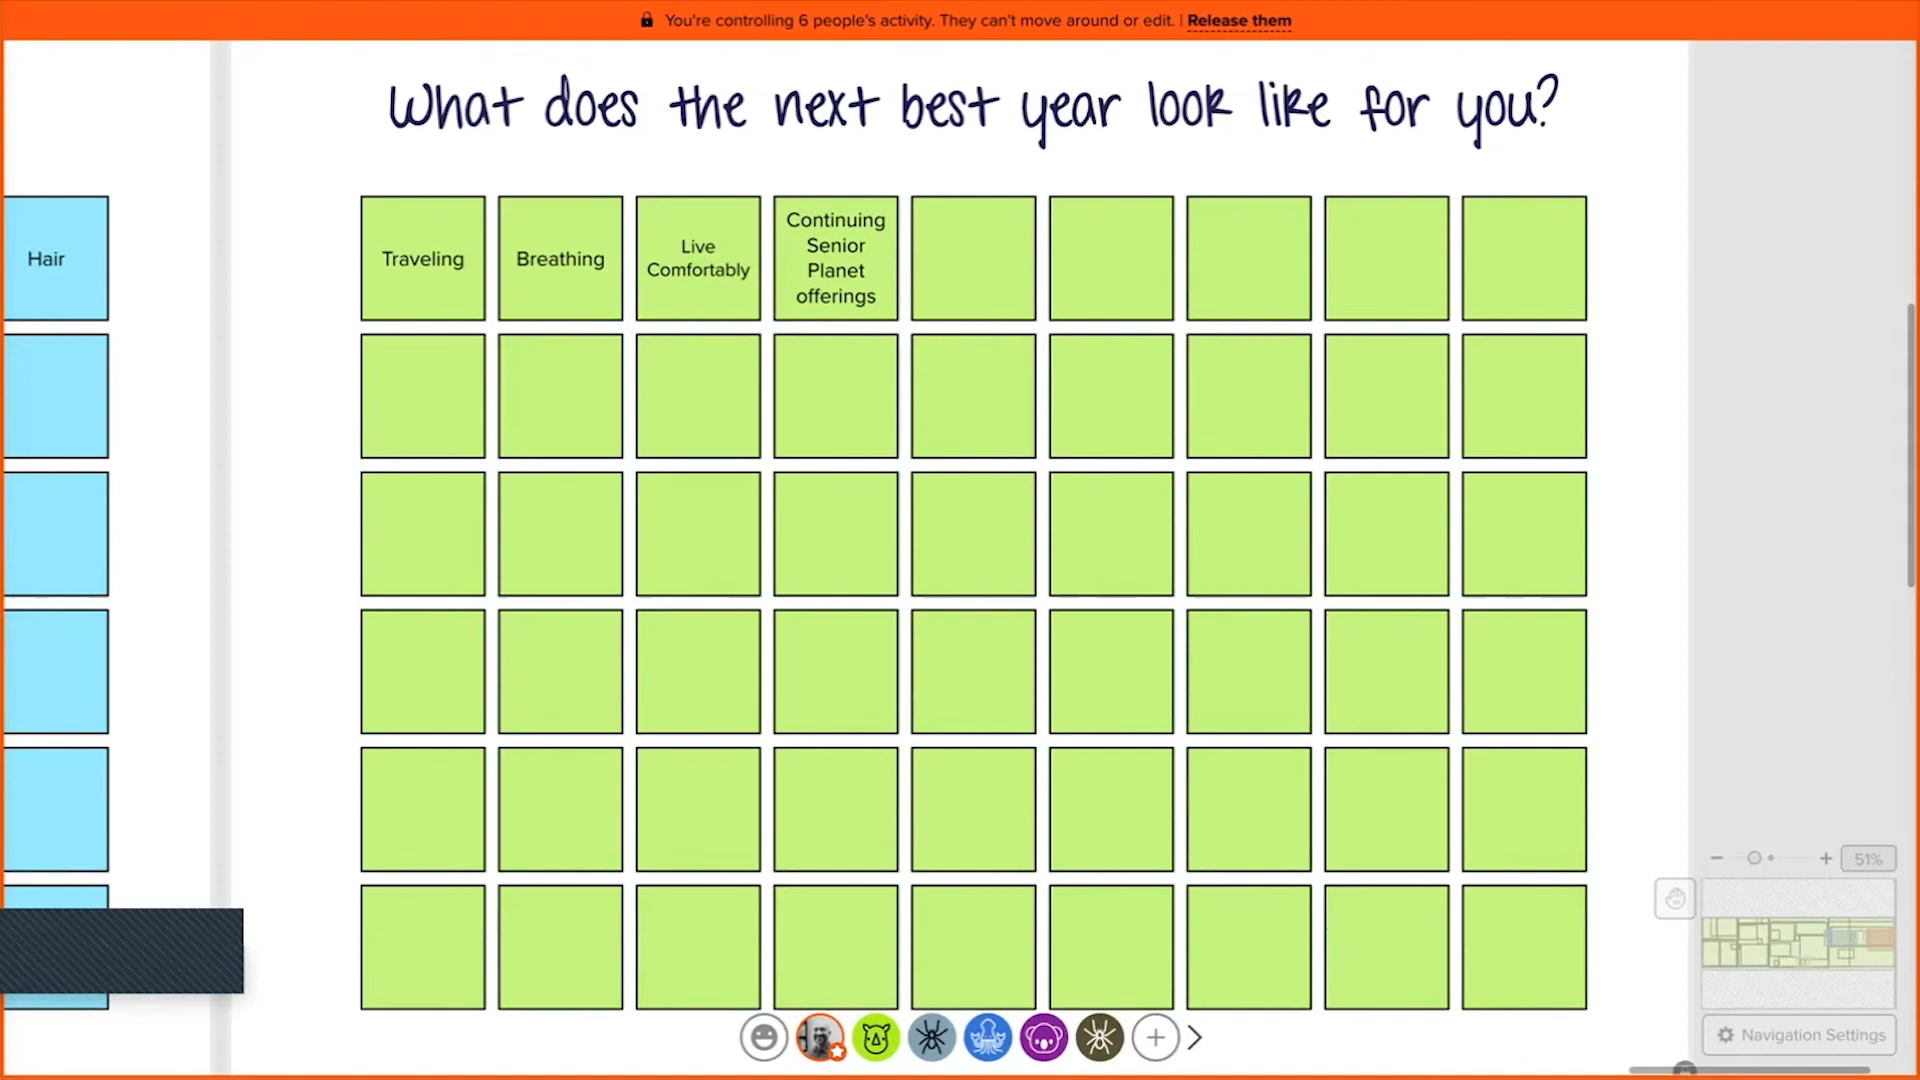 You're controlling 6 people's activity. They can't move around or edit. | Release them
What does the next best year look like for you?
Hair
Traveling
Breathing
Live
Comfortably
Continuing
Senior
Planet
offerings
51%
Navigation Settings